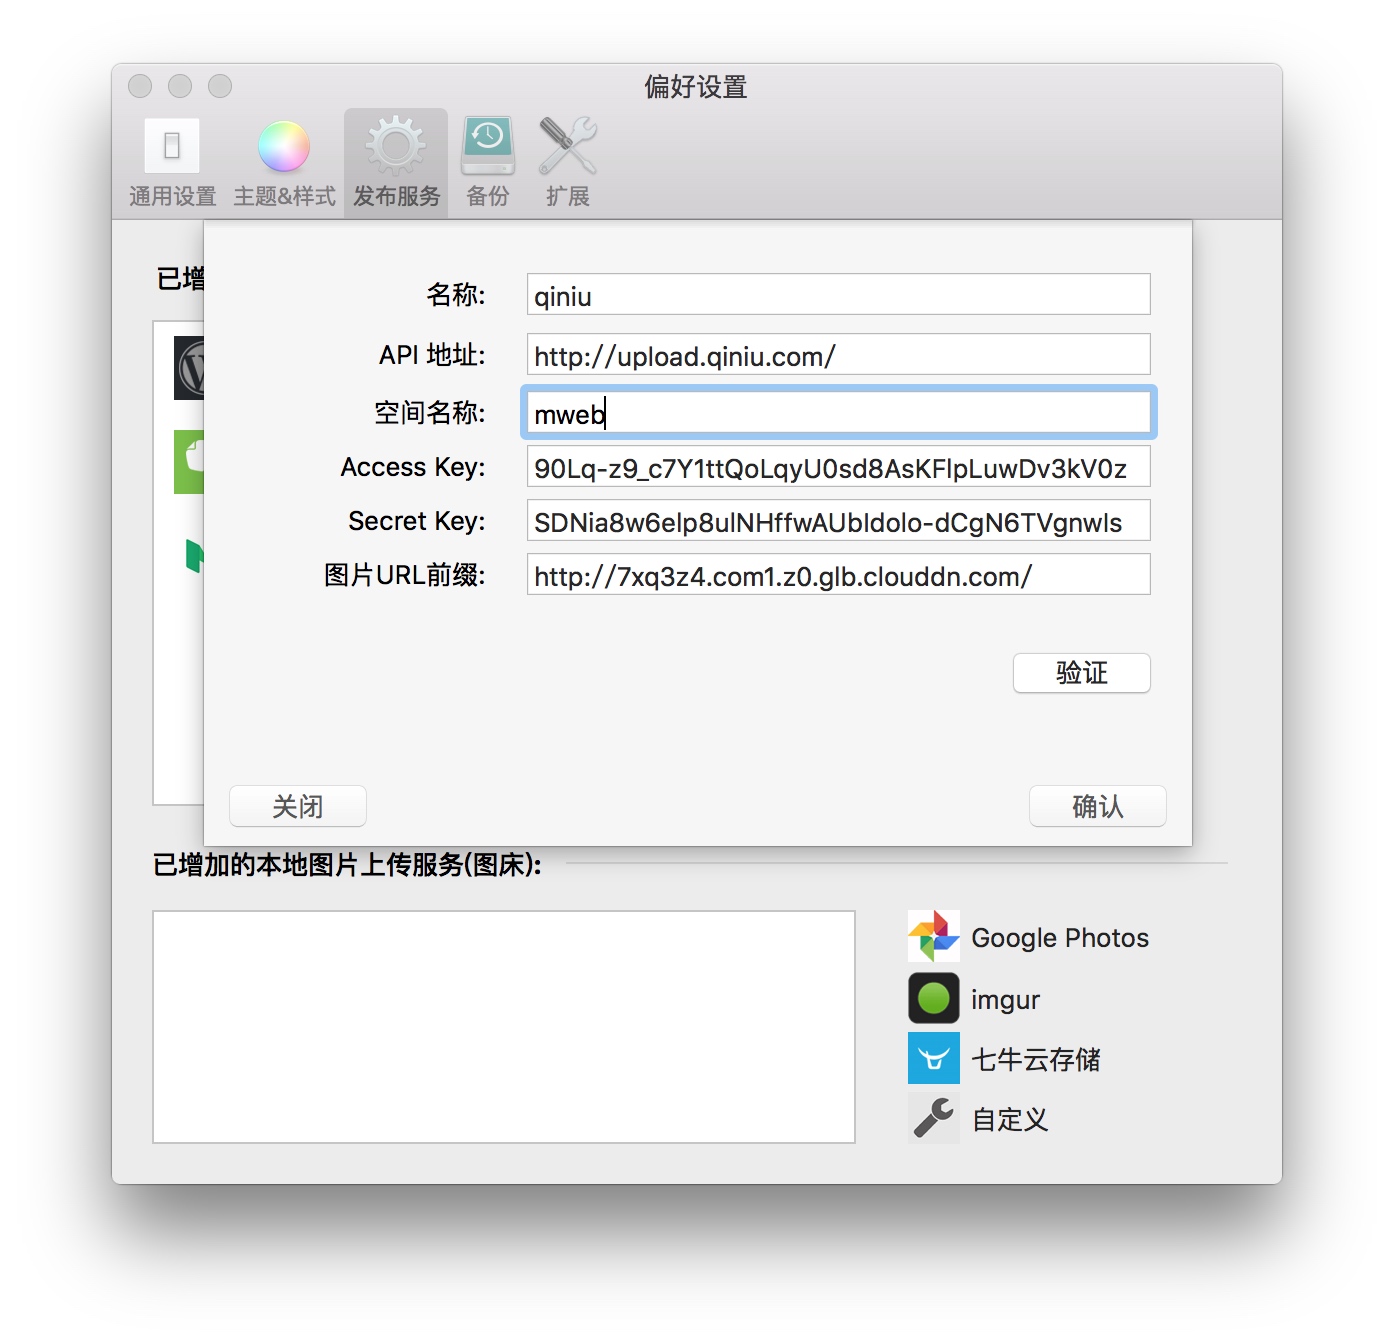 偏好设置
通用设置 主题&样式 发布服务 备份 扩展
已增
名称: qiniu
API 地址: http://upload.qiniu.com/
空间名称: mweb
Access Key: 90Lq-z9_c7Y1ttQoLqyU0sd8AsKFlpLuwDv3kV0z
Secret Key: SDNia8w6elp8ulNHffwAUbIdolo-dCgN6TVgnwls
图片URL前缀: http://7xq3z4.com1.z0.glb.clouddn.com/
验证
关闭 确认
已增加的本地图片上传服务(图床):
Google Photos
imgur
七牛云存储
自定义